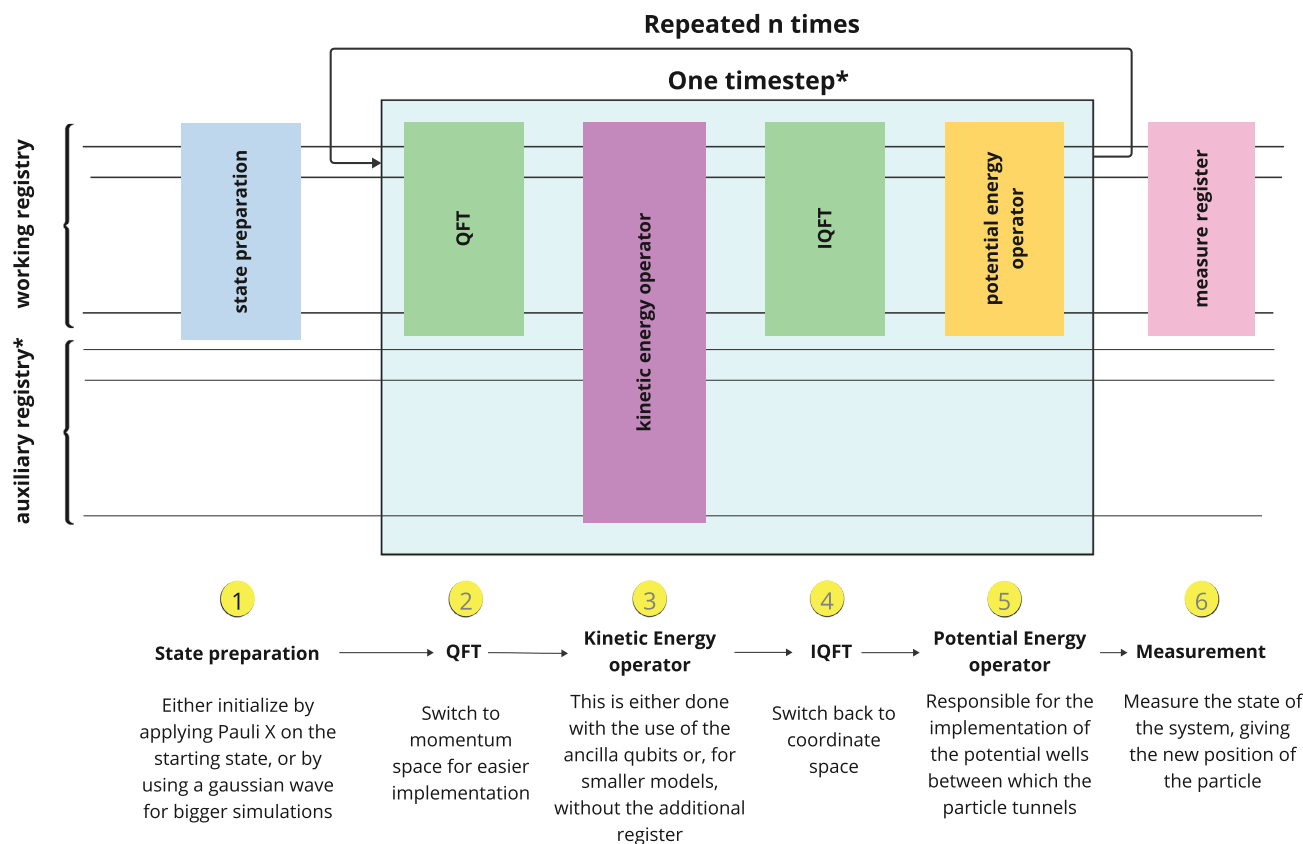 Repeated n times
One timestep*
working registry
auxiliary registry*
state preparation
QFT
kinetic energy operator
IQFT
potential energy
operator
measure register
1
2
3
4
5
6
State preparation
QFT
Kinetic Energy
operator
IQFT
Potential Energy
operator
Measurement
Either initialize by
applying Pauli X on the
starting state, or by
using a gaussian wave
for bigger simulations
Switch to
momentum
space for easier
implementation
This is either done
with the use of the
ancilla qubits or, for
smaller models,
without the additional
register
Switch back to
coordinate
space
Responsible for the
implementation of
the potential wells
between which the
particle tunnels
Measure the state of
the system, giving
the new position of
the particle